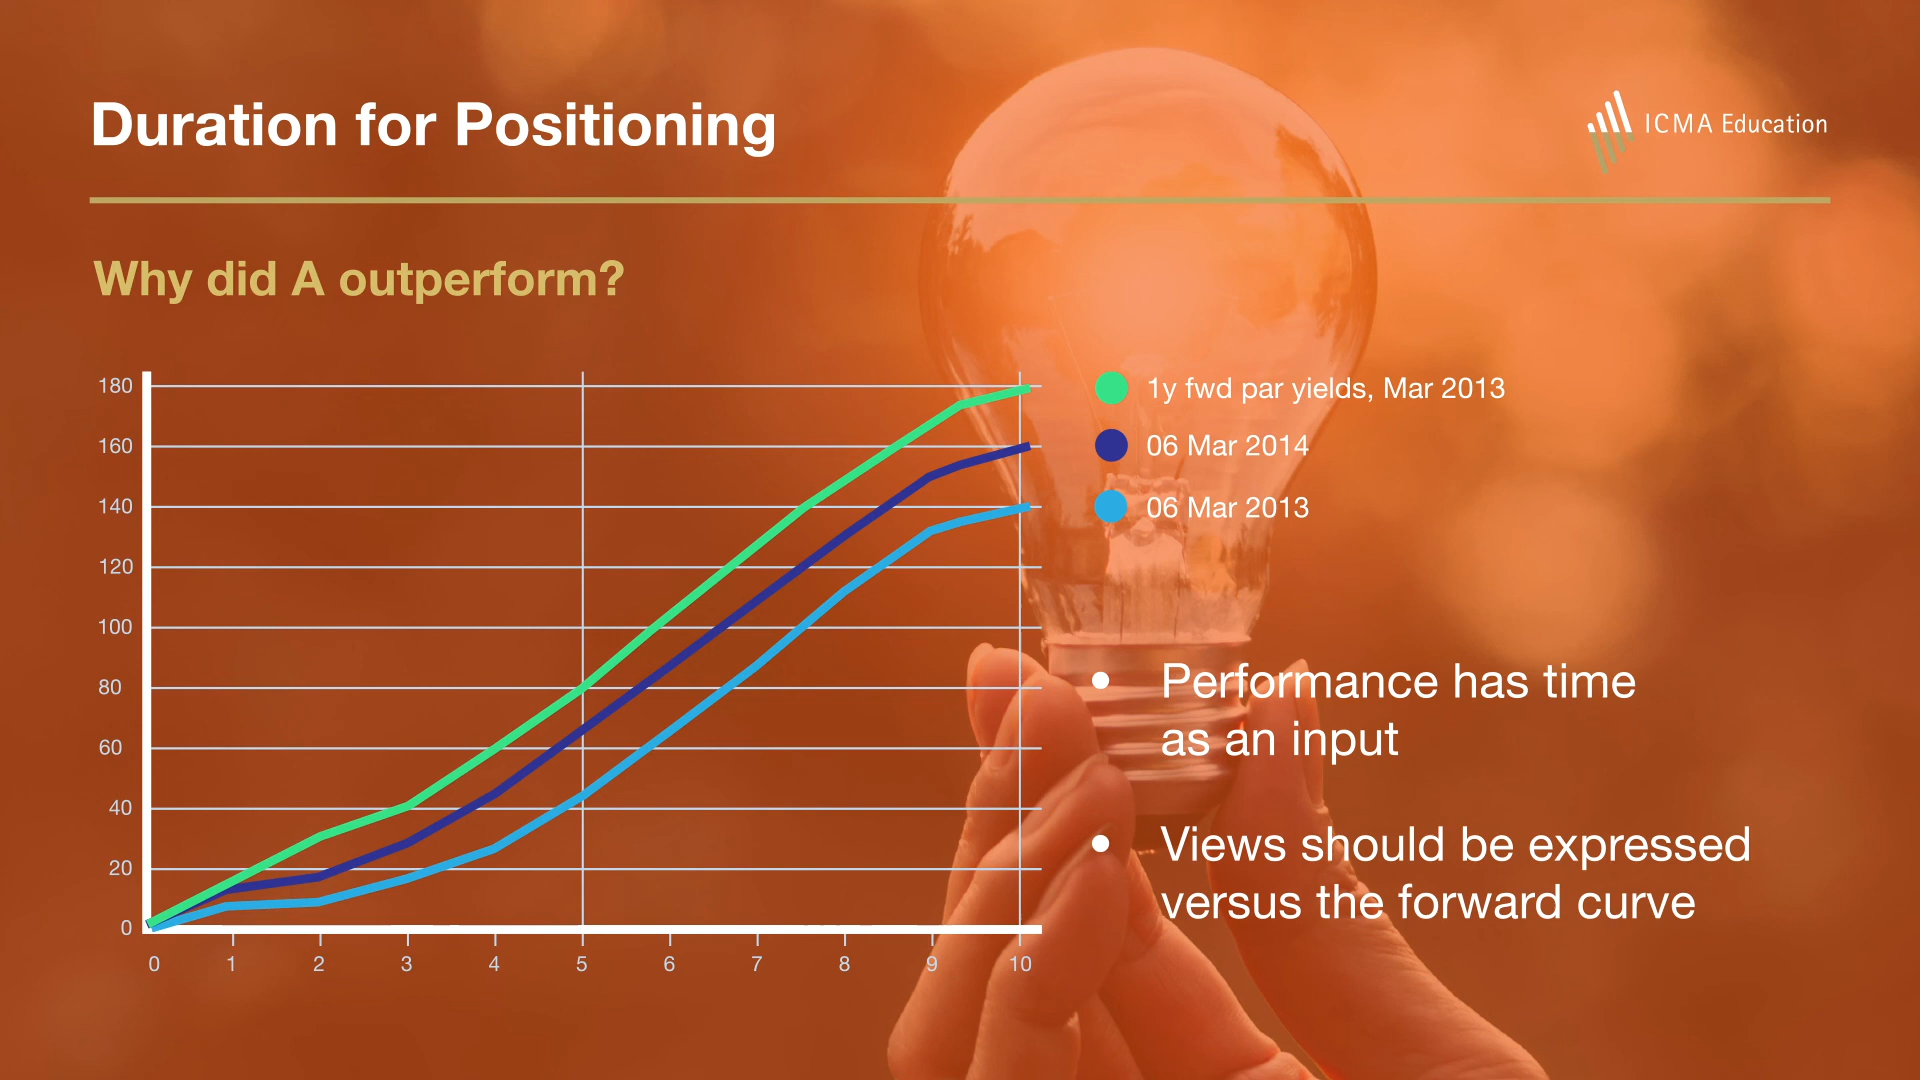 Duration for Positioning
ICMA Education
Why did A outperform?
180
160
140
120
100
80
60
40
20
0
0 1 2 3 4 5 6 7 8 9 10
1y fwd par yields, Mar 2013
06 Mar 2014
06 Mar 2013
• Performance has time
as an input
• Views should be expressed
versus the forward curve